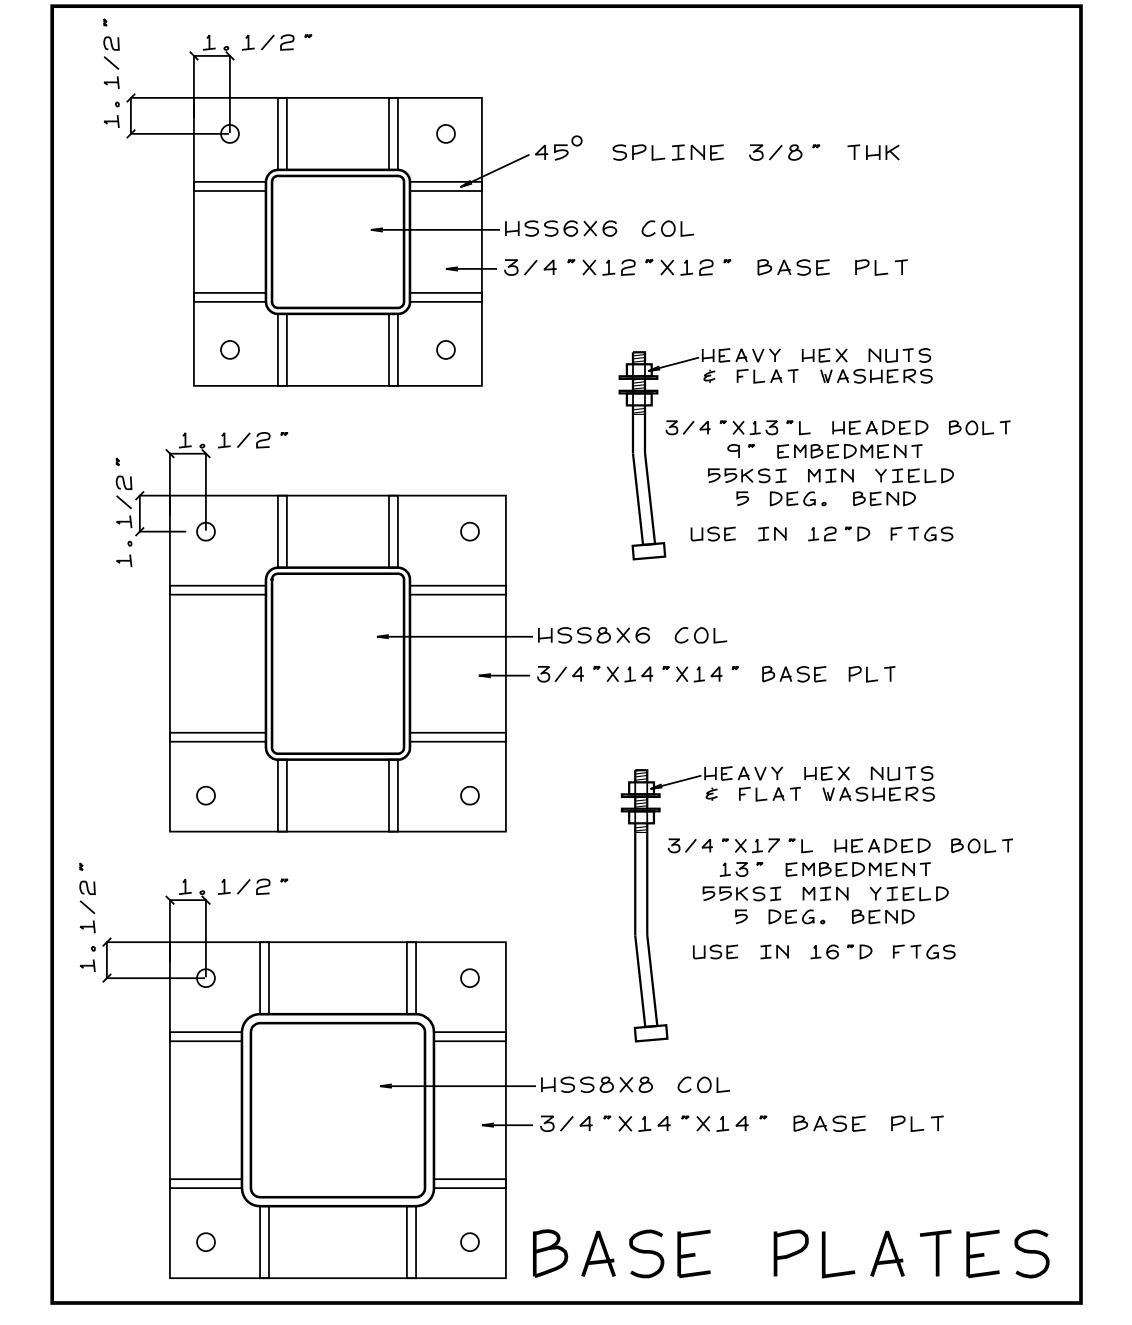 1.1/2"
1.1/2"
45° SPLINE 3/8" THK
HSS6X6 COL
3/4"X12"X12" BASE PLT
HEAVY HEX NUTS
& FLAT WASHERS
3/4"X13"L HEADED BOLT
9" EMBEDMENT
55KSI MIN YIELD
5 DEG. BEND
USE IN 12"D FTGS
1.1/2"
1.1/2"
HSS8X6 COL
3/4"X14"X14" BASE PLT
HEAVY HEX NUTS
& FLAT WASHERS
3/4"X17"L HEADED BOLT
13" EMBEDMENT
55KSI MIN YIELD
5 DEG. BEND
USE IN 16"D FTGS
1.1/2"
1.1/2"
HSS8X8 COL
3/4"X14"X14" BASE PLT
BASE PLATES